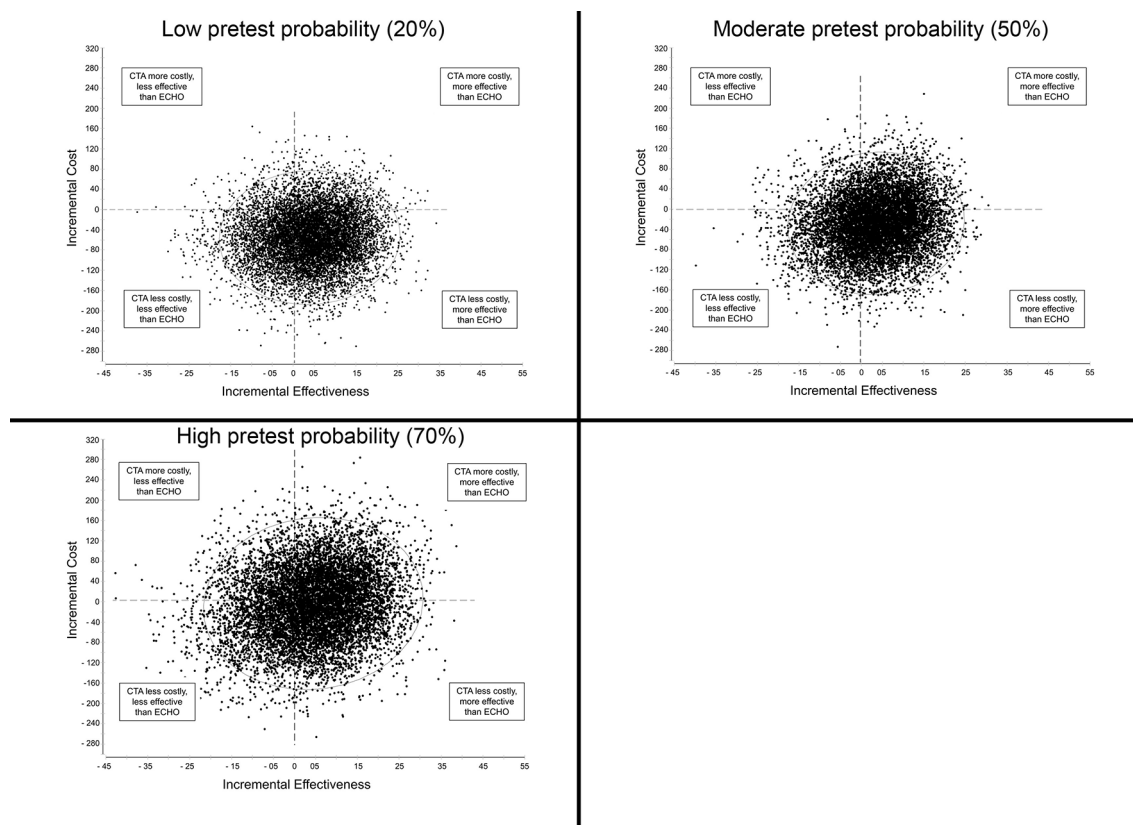 Low pretest probability (20%)
320
280
240
200
160
120
80
40
0
- 40
- 80
- 120
- 160
- 200
- 240
- 280
Incremental Cost
CTA more costly,
less effective
than ECHO
CTA more costly,
more effective
than ECHO
CTA less costly,
less effective
than ECHO
CTA less costly,
more effective
than ECHO
- 45 - 35 - 25 - 15 - 05 0 05 15 25 35 45 55
Incremental Effectiveness
Moderate pretest probability (50%)
320
280
240
200
160
120
80
40
0
- 40
- 80
- 120
- 160
- 200
- 240
- 280
Incremental Cost
CTA more costly,
less effective
than ECHO
CTA more costly,
more effective
than ECHO
CTA less costly,
less effective
than ECHO
CTA less costly,
more effective
than ECHO
- 45 - 35 - 25 - 15 - 05 0 05 15 25 35 45 55
Incremental Effectiveness
High pretest probability (70%)
320
280
240
200
160
120
80
40
0
- 40
- 80
- 120
- 160
- 200
- 240
- 280
Incremental Cost
CTA more costly,
less effective
than ECHO
CTA more costly,
more effective
than ECHO
CTA less costly,
less effective
than ECHO
CTA less costly,
more effective
than ECHO
- 45 - 35 - 25 - 15 - 05 0 05 15 25 35 45 55
Incremental Effectiveness